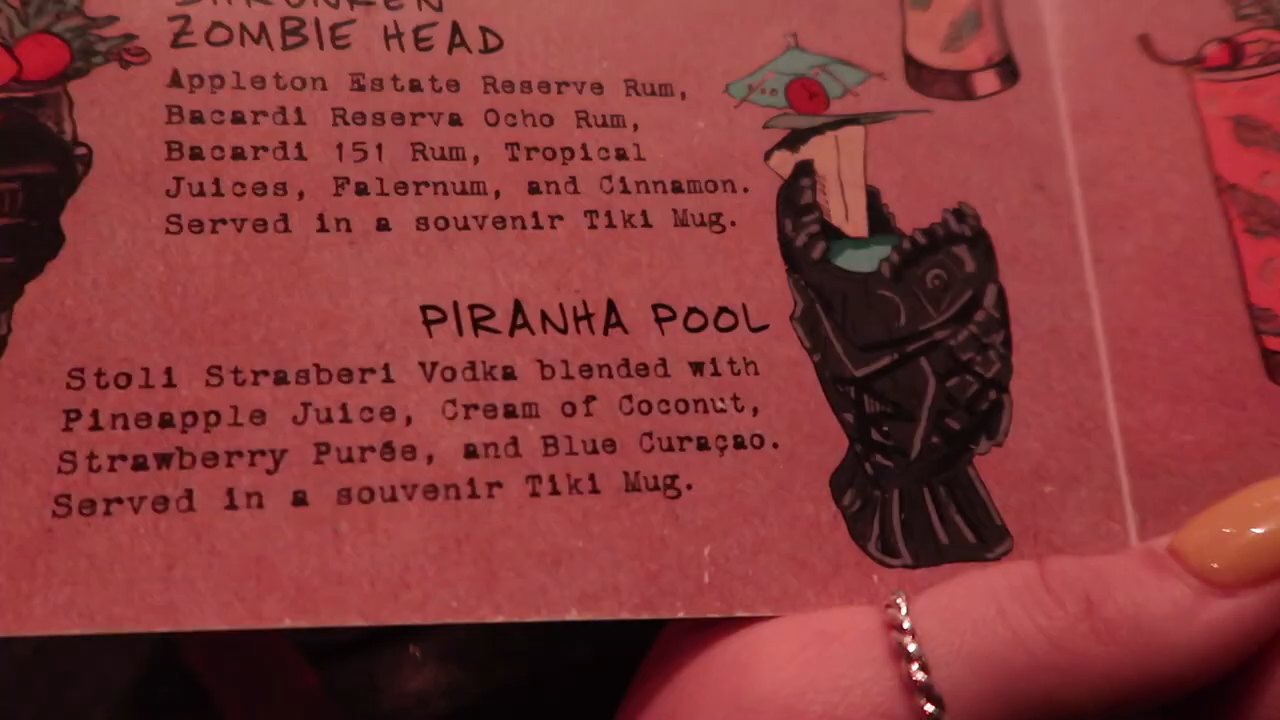 SHRUNKEN
ZOMBIE HEAD
Appleton Estate Reserve Rum,
Bacardi Reserva Ocho Rum,
Bacardi 151 Rum, Tropical
Juices, Falernum, and Cinnamon.
Served in a souvenir Tiki Mug.
PIRANHA POOL
Stoli Strasberi Vodka blended with
Pineapple Juice, Cream of Coconut,
Strawberry Purée, and Blue Curaçao.
Served in a souvenir Tiki Mug.